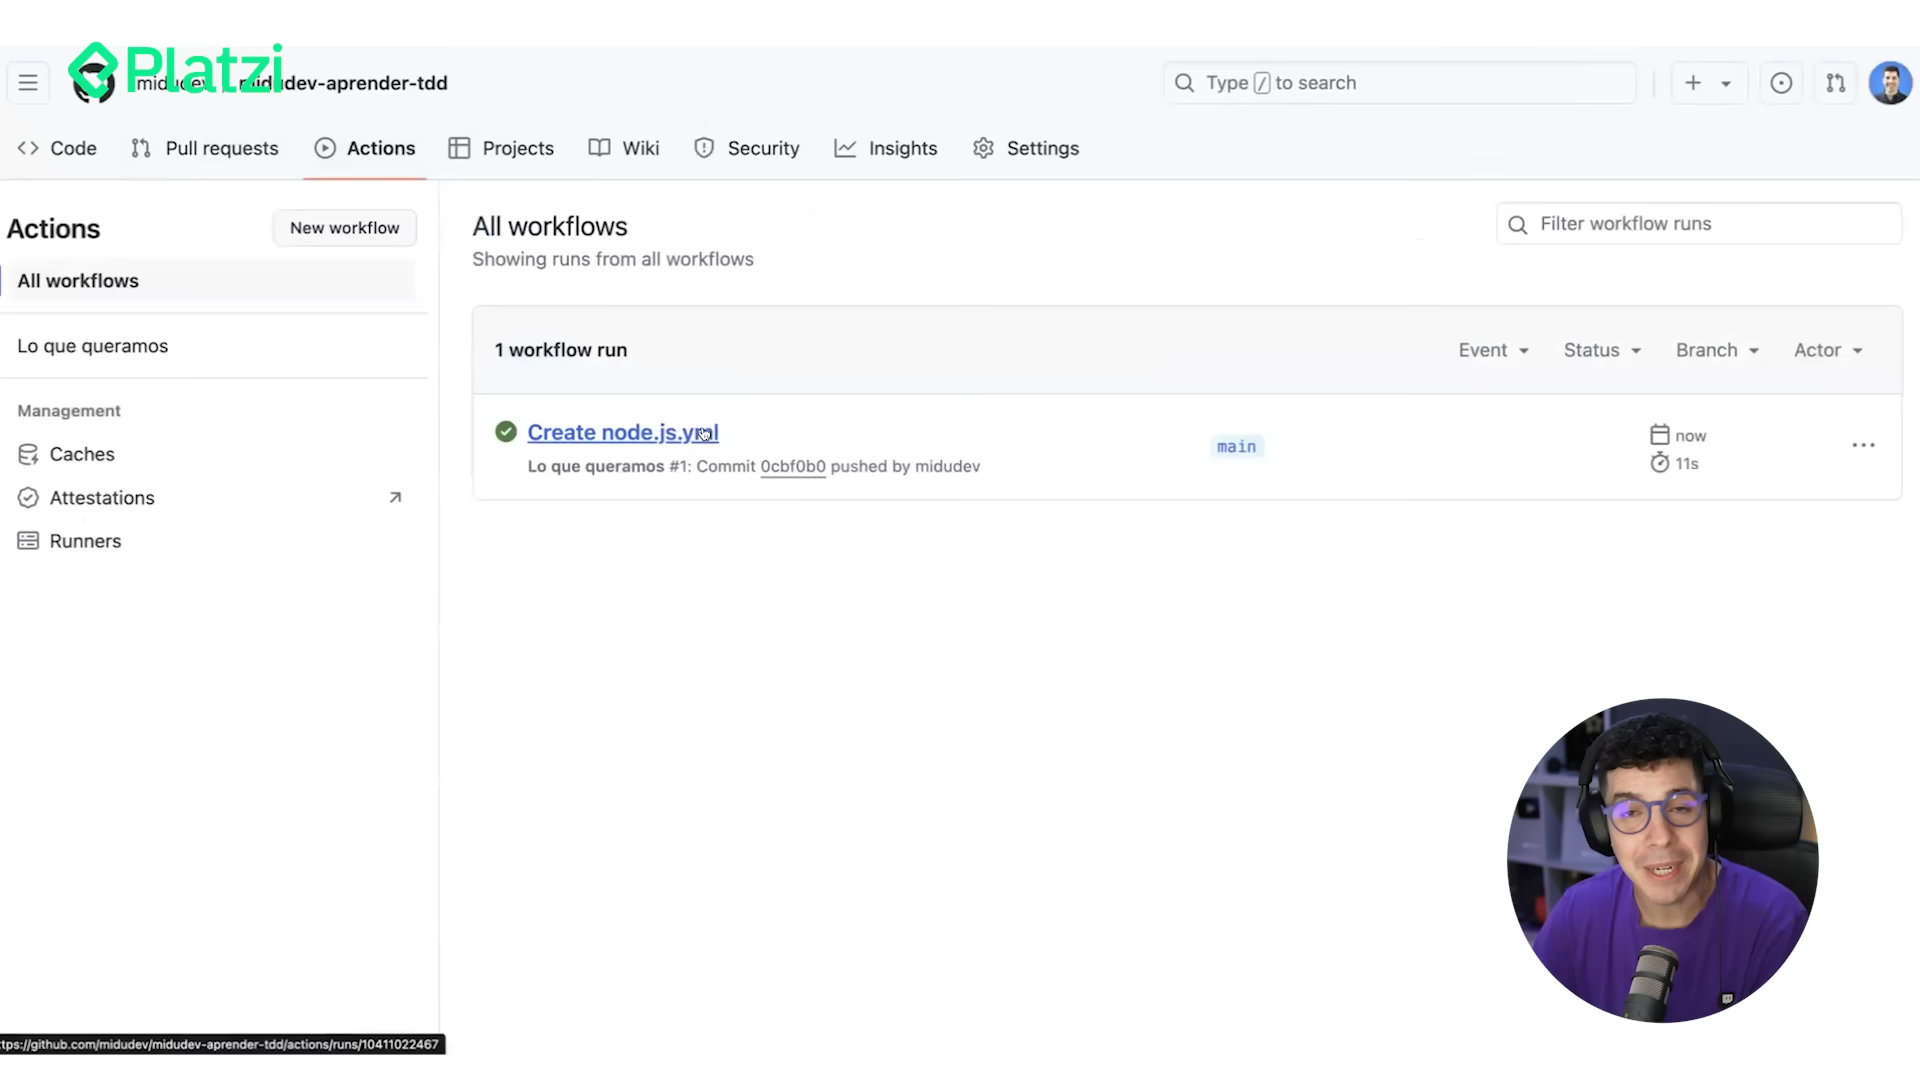 Platzi
midudev
midudev-aprender-tdd
Type / to search
Code
Pull requests
Actions
Projects
Wiki
Security
Insights
Settings
Actions
New workflow
All workflows
Lo que queramos
Management
Caches
Attestations
Runners
All workflows
Showing runs from all workflows
Filter workflow runs
1 workflow run
Event
Status
Branch
Actor
Create node.js.yml
Lo que queramos #1: Commit 0cbf0b0 pushed by midudev
main
now
11s
ttps://github.com/midudev/midudev-aprender-tdd/actions/runs/10411022467